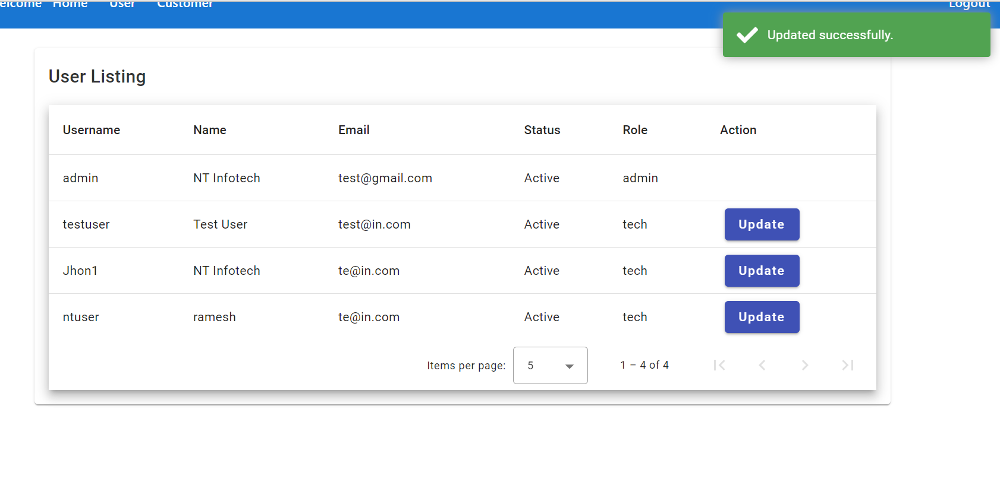 elcome Home User Customer Logout
Updated successfully.
User Listing
Username Name Email Status Role Action
admin NT Infotech test@gmail.com Active admin
testuser Test User test@in.com Active tech Update
Jhon1 NT Infotech te@in.com Active tech Update
ntuser ramesh te@in.com Active tech Update
Items per page: 5 1 – 4 of 4